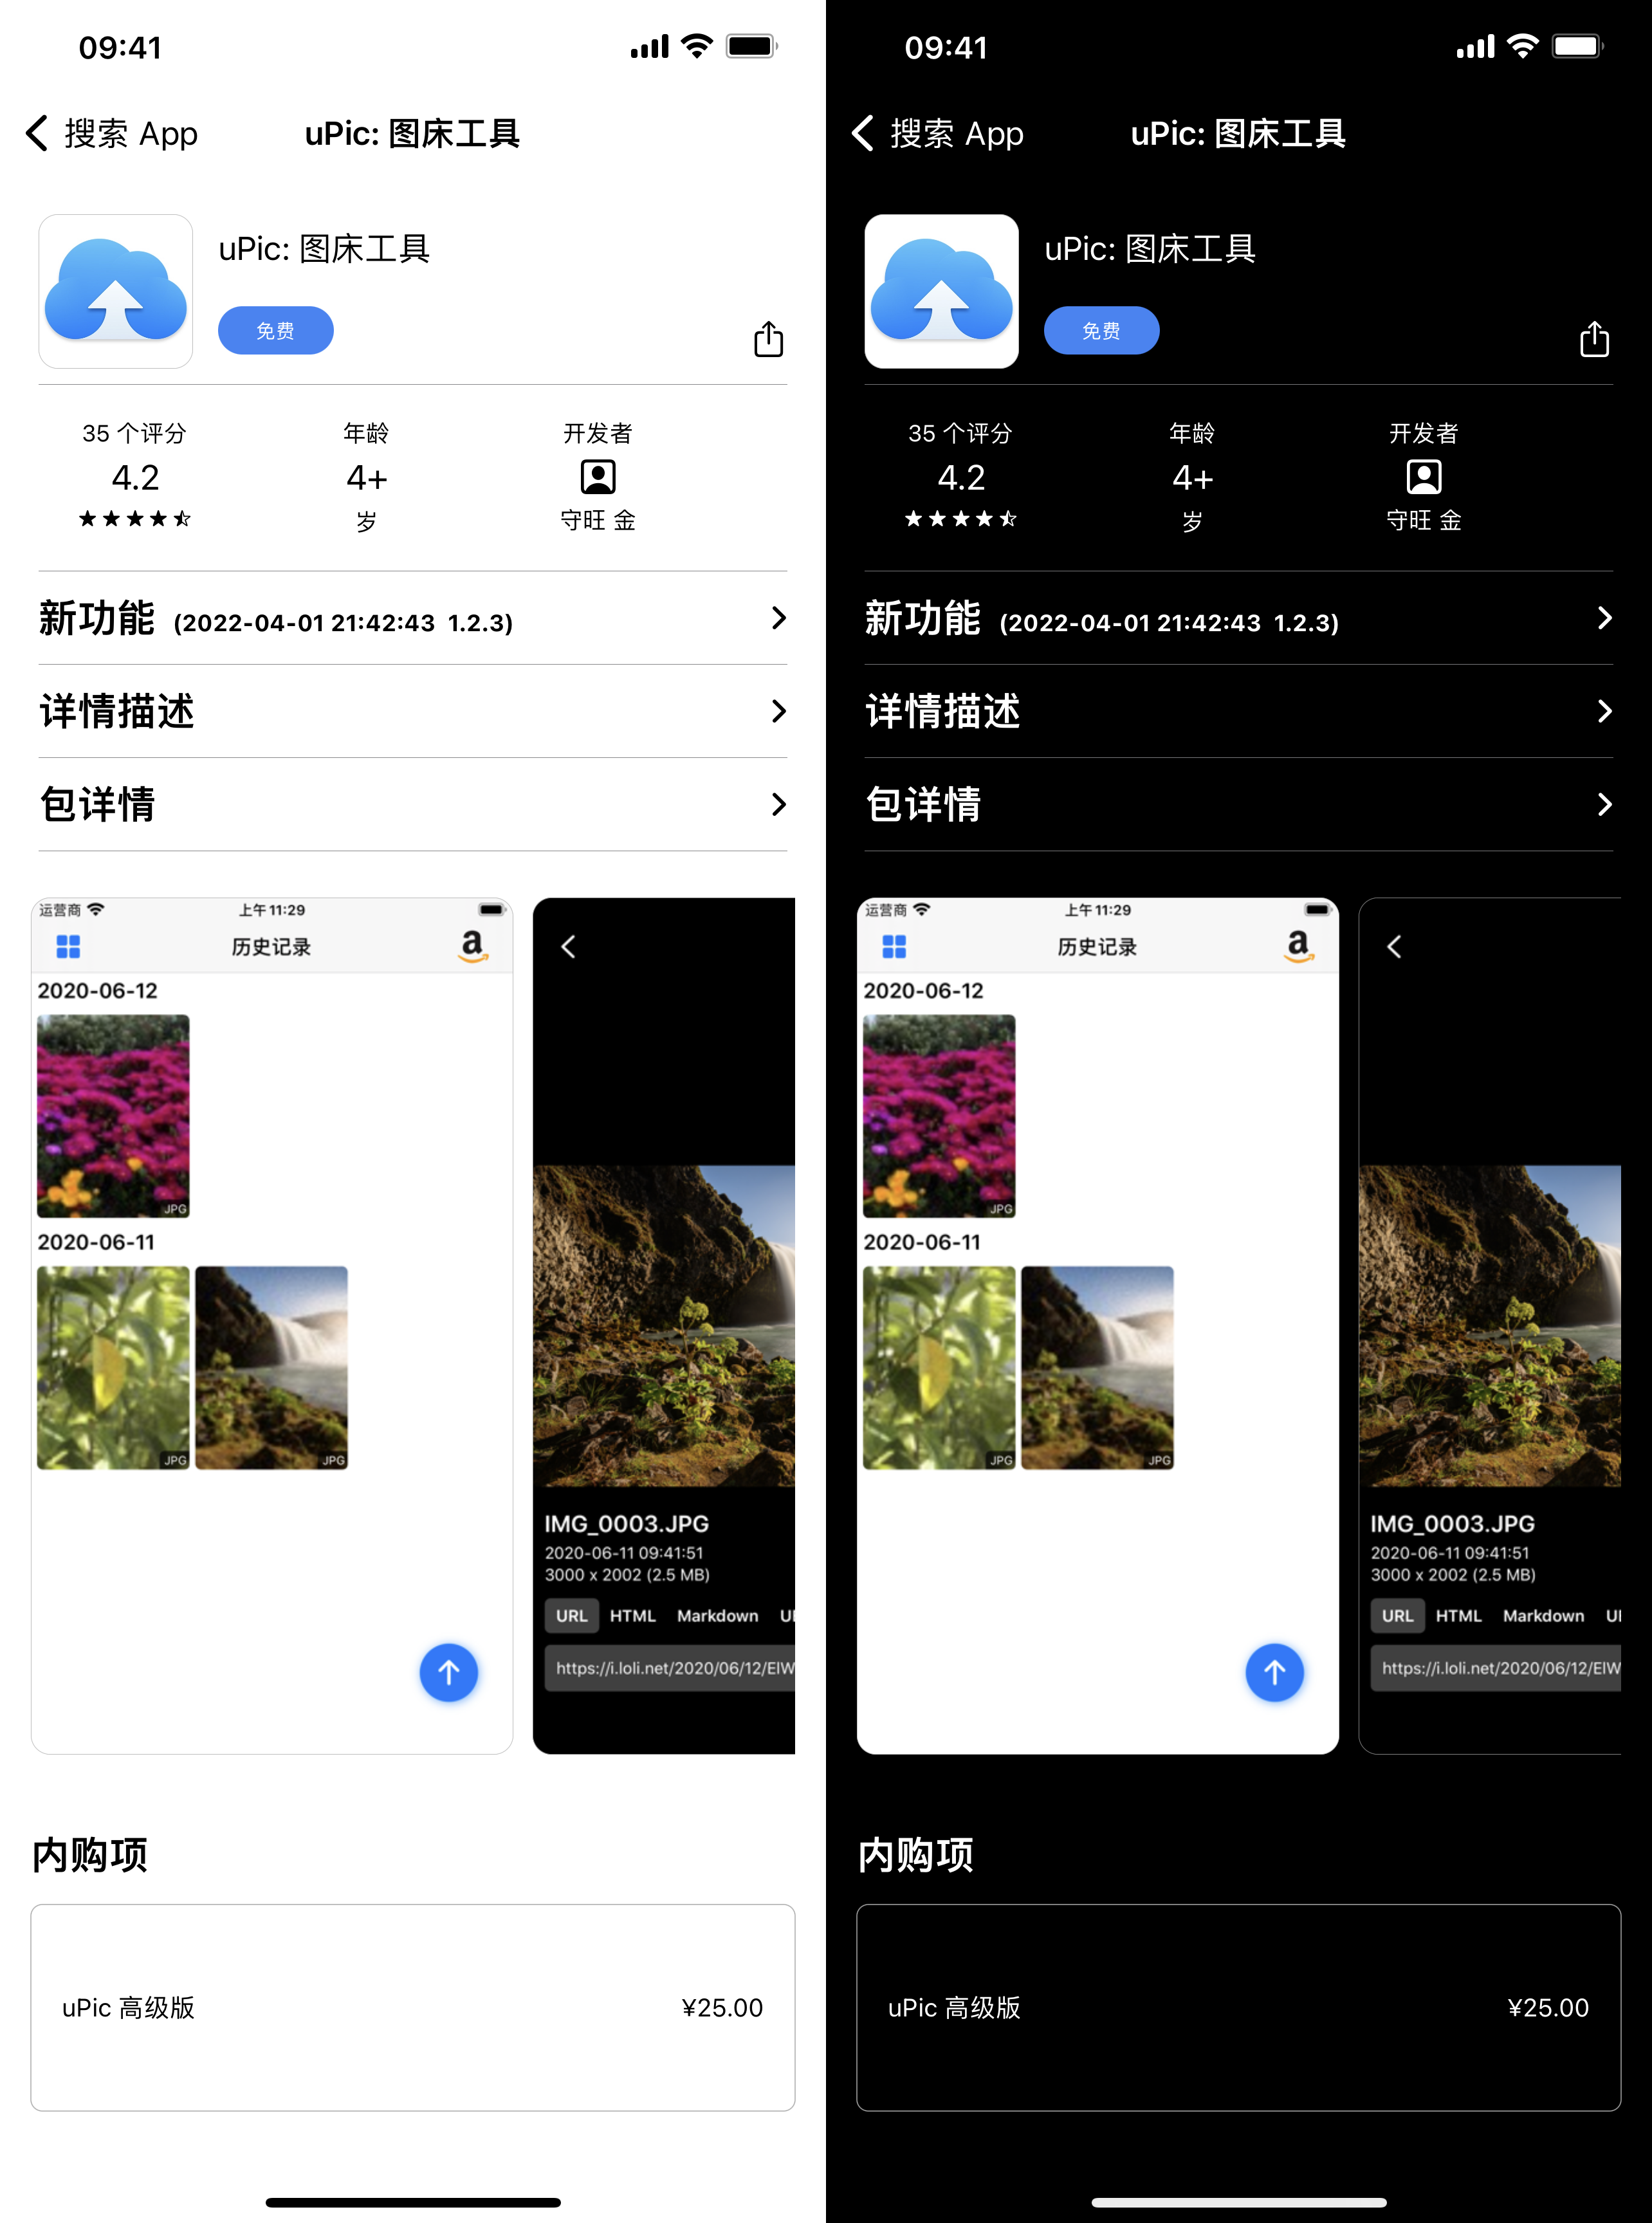 09:41
搜索 App
uPic: 图床工具
uPic: 图床工具
免费
35 个评分
年龄
开发者
4.2
4+
岁
守旺 金
新功能 (2022-04-01 21:42:43 1.2.3)
详情描述
包详情
运营商
上午 11:29
历史记录
a
2020-06-12
JPG
2020-06-11
JPG
JPG
IMG_0003.JPG
2020-06-11 09:41:51
3000 x 2002 (2.5 MB)
URL HTML Markdown
https://i.loli.net/2020/06/12/
内购项
uPic 高级版
¥25.00
09:41
搜索 App
uPic: 图床工具
uPic: 图床工具
免费
35 个评分
年龄
开发者
4.2
4+
岁
守旺 金
新功能 (2022-04-01 21:42:43 1.2.3)
详情描述
包详情
运营商
上午 11:29
历史记录
a
2020-06-12
JPG
2020-06-11
JPG
JPG
IMG_0003.JPG
2020-06-11 09:41:51
3000 x 2002 (2.5 MB)
URL HTML Markdown
https://i.loli.net/2020/06/12/
内购项
uPic 高级版
¥25.00